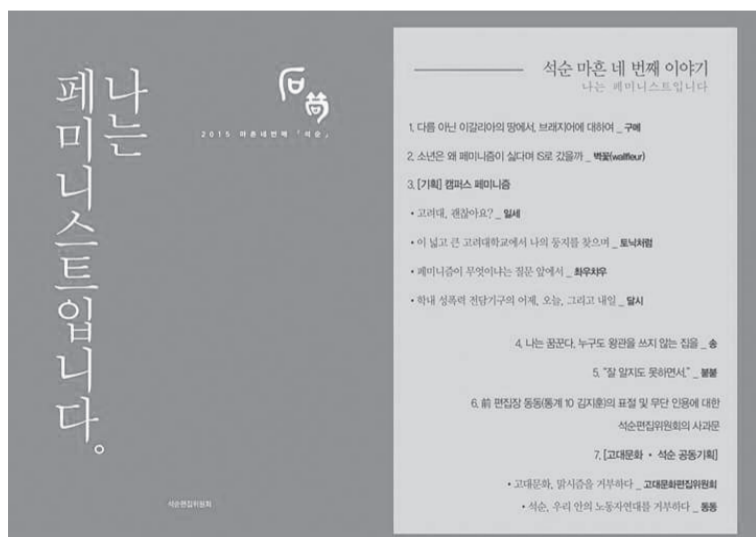 나는
페미니스트입니다。
石筍
2015 마흔네번째 「석순」
석순편집위원회
석순 마흔 네 번째 이야기
나는 페미니스트입니다
1. 다름 아닌 이갈리아의 땅에서, 브래지어에 대하여 _ 구메
2. 소년은 왜 페미니즘이 싫다며 IS로 갔을까 _ 벽꽃(wallfleur)
3. [기획] 캠퍼스 페미니즘
• 고려대, 괜찮아요? _ 일세
• 이 넓고 큰 고려대학교에서 나의 둥지를 찾으며 _ 토닉처럼
• 페미니즘이 무엇이냐는 질문 앞에서 _ 촤우챠우
• 학내 성폭력 전담기구의 어제, 오늘, 그리고 내일 _ 달시
4. 나는 꿈꾼다, 누구도 왕관을 쓰지 않는 집을 _ 송
5. “잘 알지도 못하면서.” _ 붙붙
6. 前 편집장 동동(통계 10 김지훈)의 표절 및 무단 인용에 대한
석순편집위원회의 사과문
7. [고대문화 • 석순 공동기획]
• 고대문화, 맑시즘을 거부하다 _ 고대문화편집위원회
• 석순, 우리 안의 노동자연대를 거부하다 _ 동동